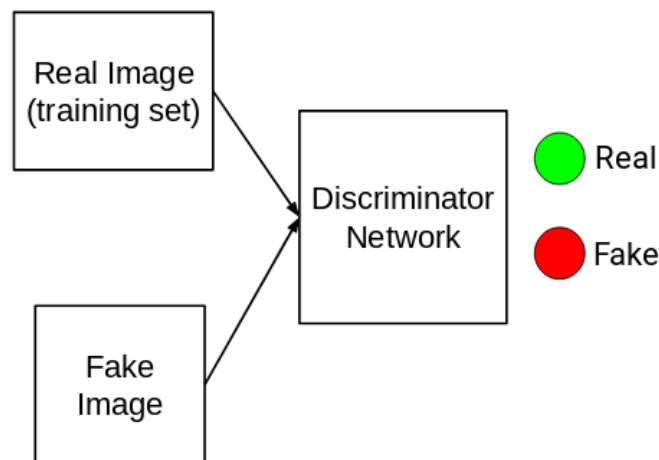 Real Image
(training set)
Discriminator
Network
Real
Fake
Fake
Image